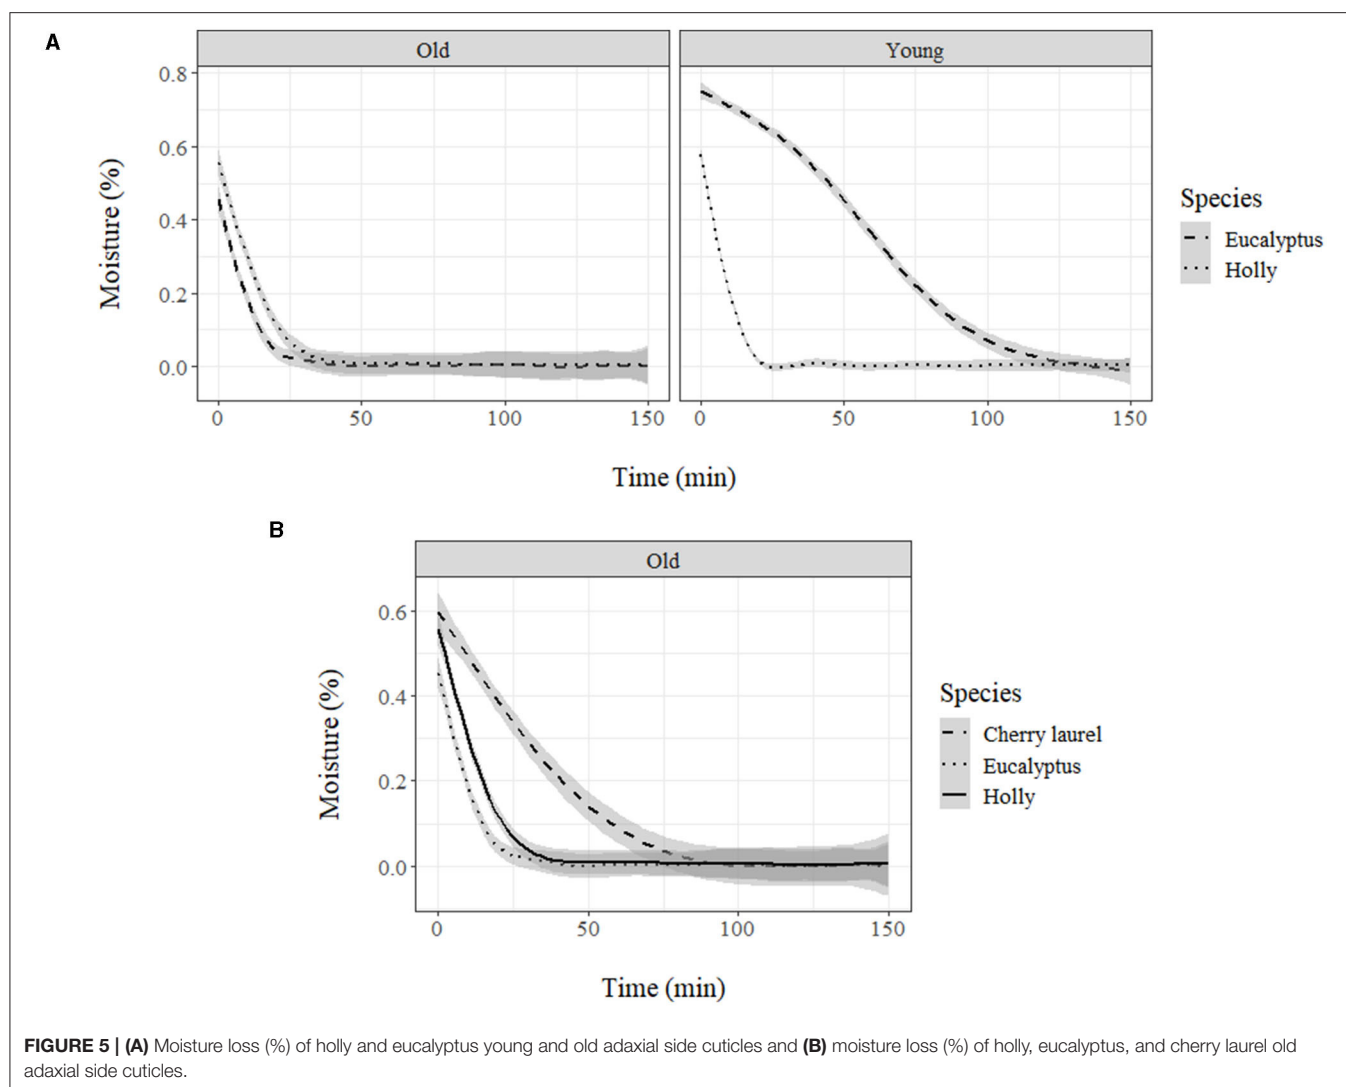 A
Old
Young
0.8
0.6
0.4
0.2
0.0
Moisture (%)
0 50 100 150
0 50 100 150
Time (min)
Species
Eucalyptus
Holly
B
Old
0.6
0.4
0.2
0.0
Moisture (%)
0 50 100 150
Time (min)
Species
Cherry laurel
Eucalyptus
Holly
FIGURE 5 | (A) Moisture loss (%) of holly and eucalyptus young and old adaxial side cuticles and (B) moisture loss (%) of holly, eucalyptus, and cherry laurel old
adaxial side cuticles.